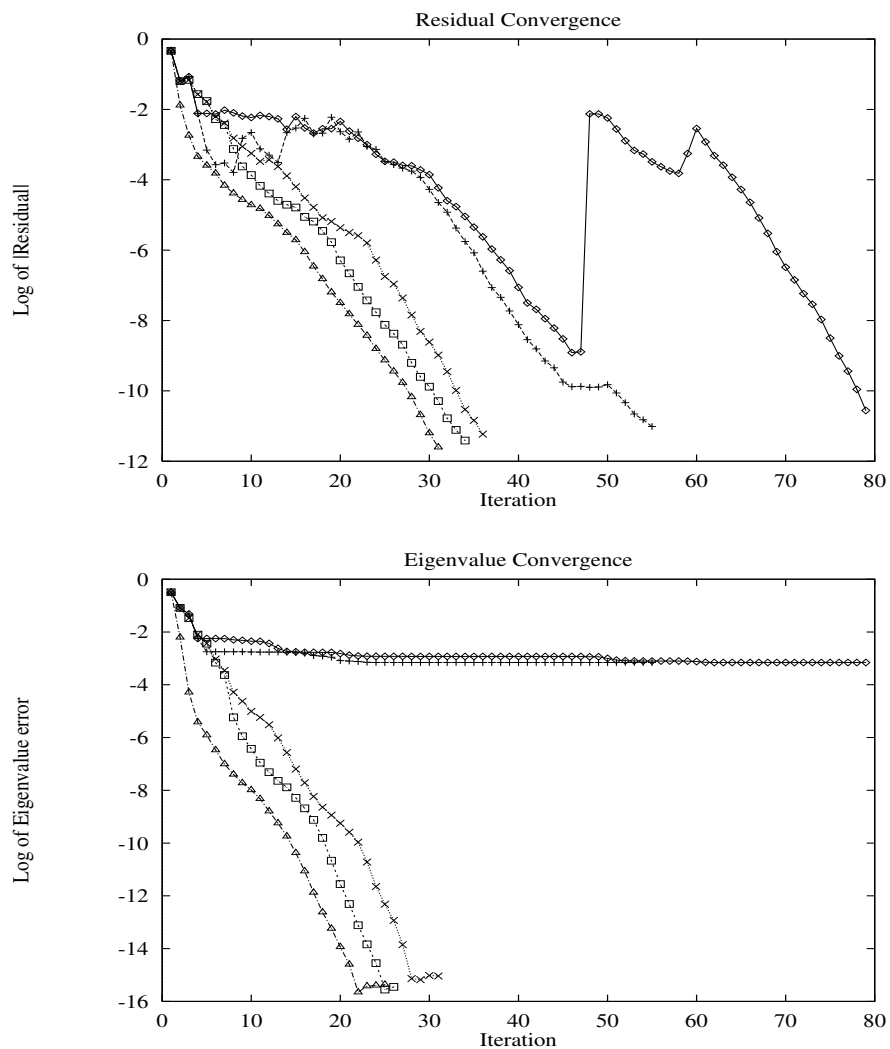 Residual Convergence
Log of ||Residual||
0
-2
-4
-6
-8
-10
-12
0 10 20 30 40 50 60 70 80
Iteration
Eigenvalue Convergence
Log of Eigenvalue error
0
-2
-4
-6
-8
-10
-12
-14
-16
0 10 20 30 40 50 60 70 80
Iteration